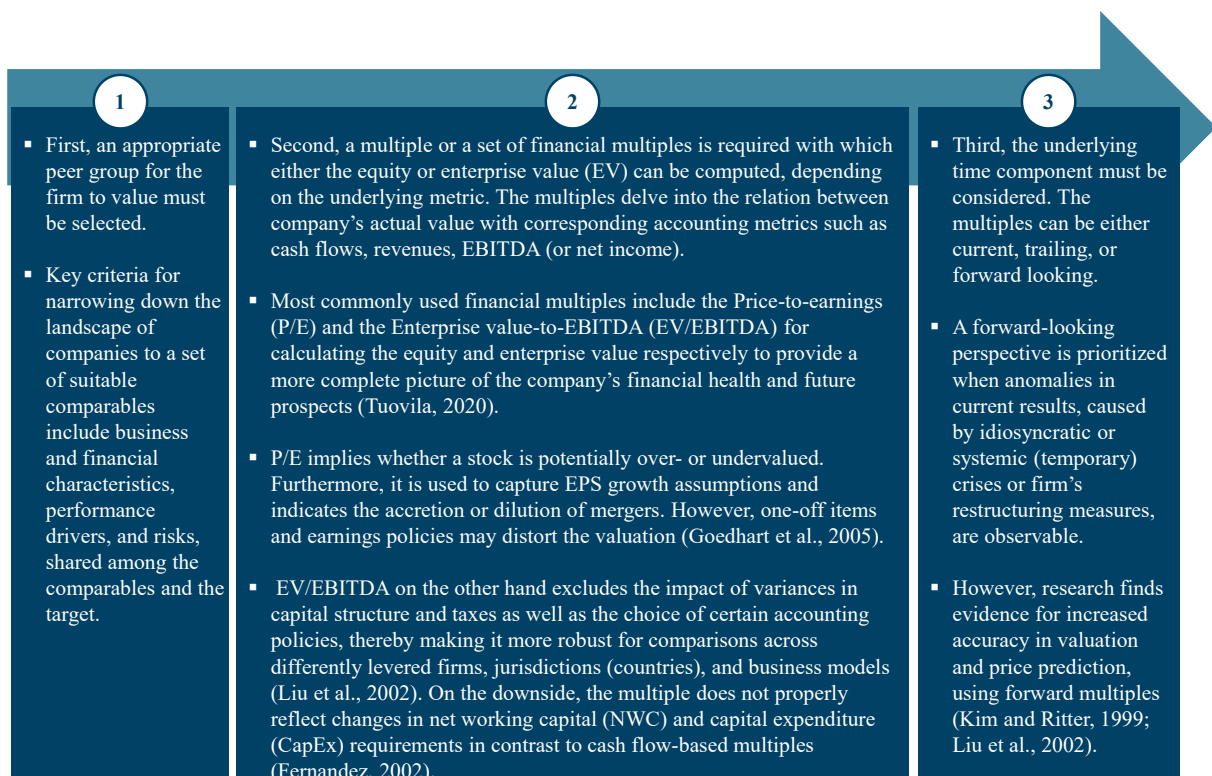 1
▪ First, an appropriate
peer group for the
firm to value must
be selected.
▪ Key criteria for
narrowing down the
landscape of
companies to a set
of suitable
comparables
include business
and financial
characteristics,
performance
drivers, and risks,
shared among the
comparables and the
target.
2
▪ Second, a multiple or a set of financial multiples is required with which
either the equity or enterprise value (EV) can be computed, depending
on the underlying metric. The multiples delve into the relation between
company’s actual value with corresponding accounting metrics such as
cash flows, revenues, EBITDA (or net income).
▪ Most commonly used financial multiples include the Price-to-earnings
(P/E) and the Enterprise value-to-EBITDA (EV/EBITDA) for
calculating the equity and enterprise value respectively to provide a
more complete picture of the company’s financial health and future
prospects (Tuovila, 2020).
▪ P/E implies whether a stock is potentially over- or undervalued.
Furthermore, it is used to capture EPS growth assumptions and
indicates the accretion or dilution of mergers. However, one-off items
and earnings policies may distort the valuation (Goedhart et al., 2005).
▪ EV/EBITDA on the other hand excludes the impact of variances in
capital structure and taxes as well as the choice of certain accounting
policies, thereby making it more robust for comparisons across
differently levered firms, jurisdictions (countries), and business models
(Liu et al., 2002). On the downside, the multiple does not properly
reflect changes in net working capital (NWC) and capital expenditure
(CapEx) requirements in contrast to cash flow-based multiples
(Fernandez, 2002).
3
▪ Third, the underlying
time component must be
considered. The
multiples can be either
current, trailing, or
forward looking.
▪ A forward-looking
perspective is prioritized
when anomalies in
current results, caused
by idiosyncratic or
systemic (temporary)
crises or firm’s
restructuring measures,
are observable.
▪ However, research finds
evidence for increased
accuracy in valuation
and price prediction,
using forward multiples
(Kim and Ritter, 1999;
Liu et al., 2002).